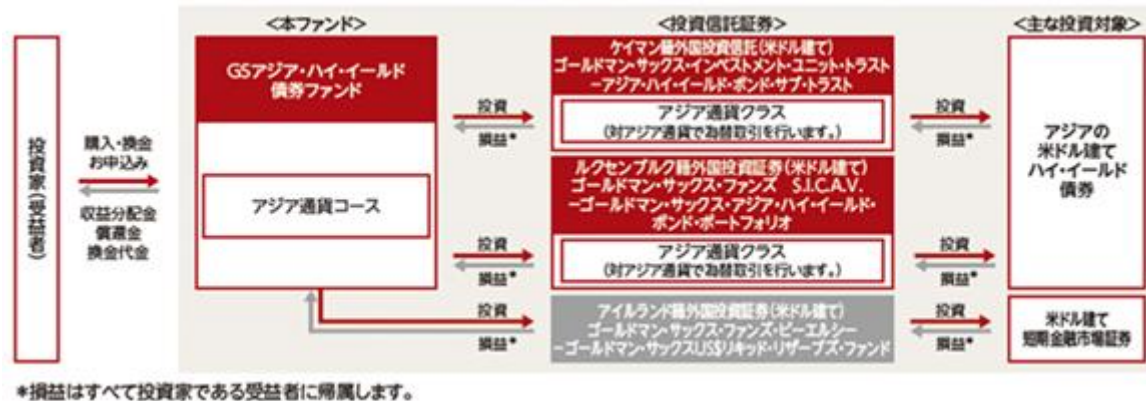 <本ファンド>
<投資信託証券>
<主な投資対象>
投資家(受益者)
購入・換金
お申込み
収益分配金
償還金
換金代金
GSアジア・ハイ・イールド
債券ファンド
アジア通貨コース
投資
損益*
ケイマン籍外国投資信託(米ドル建て)
ゴールドマン・サックス・インベストメント・ユニット・トラスト
-アジア・ハイ・イールド・ボンド・サブ・トラスト
アジア通貨クラス
(対アジア通貨で為替取引を行います。)
投資
損益*
アジアの
米ドル建て
ハイ・イールド
債券
ルクセンブルク籍外国投資証券(米ドル建て)
ゴールドマン・サックス・ファンズ S.I.C.A.V.
-ゴールドマン・サックス・アジア・ハイ・イールド・
ボンド・ポートフォリオ
投資
損益*
アジア通貨クラス
(対アジア通貨で為替取引を行います。)
投資
損益*
投資
損益*
アイルランド籍外国投資証券(米ドル建て)
ゴールドマン・サックス・ファンズ・ピーエルシー
-ゴールドマン・サックスUS$リキッド・リザーブズ・ファンド
投資
損益*
米ドル建て
短期金融市場証券
*損益はすべて投資家である受益者に帰属します。